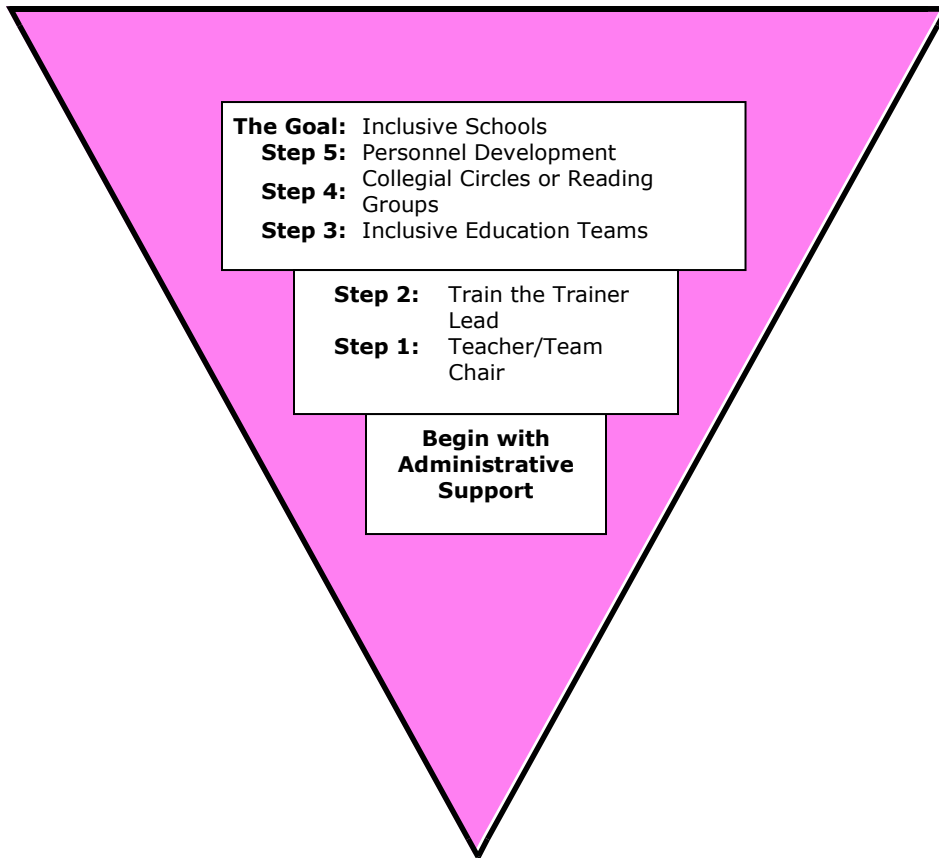 The Goal: Inclusive Schools
Step 5: Personnel Development
Step 4: Collegial Circles or Reading
Groups
Step 3: Inclusive Education Teams
Step 2: Train the Trainer
Lead
Step 1: Teacher/Team
Chair
Begin with
Administrative
Support